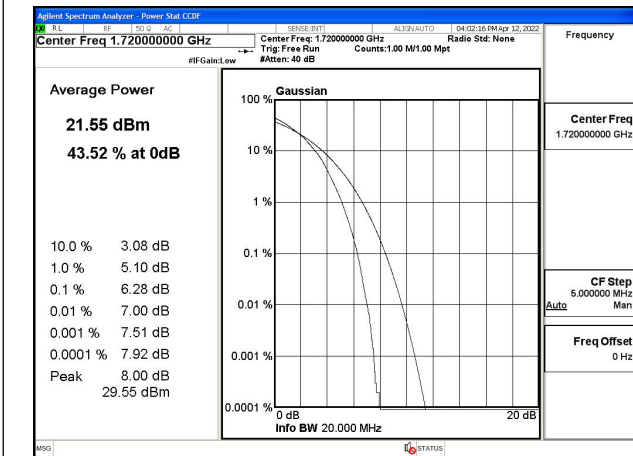 Agilent Spectrum Analyzer - Power Stat CCDF
RL RF 50 Ω AC SENSE:INT ALIGNAUTO 04:02:16 PM Apr 12, 2022
Center Freq 1.720000000 GHz
Center Freq: 1.720000000 GHz Radio Std: None
Trig: Free Run Counts:1.00 M/1.00 Mpt
#IFGain:Low #Atten: 40 dB
Frequency
Average Power
21.55 dBm
43.52 % at 0dB
10.0 % 3.08 dB
1.0 % 5.10 dB
0.1 % 6.28 dB
0.01 % 7.00 dB
0.001 % 7.51 dB
0.0001 % 7.92 dB
Peak 8.00 dB
29.55 dBm
Gaussian
100 %
10 %
1 %
0.1 %
0.01 %
0.001 %
0.0001 %
0 dB 20 dB
Info BW 20.000 MHz
Center Freq
1.720000000 GHz
CF Step
5.000000 MHz
Auto Man
Freq Offset
0 Hz
MSG STATUS